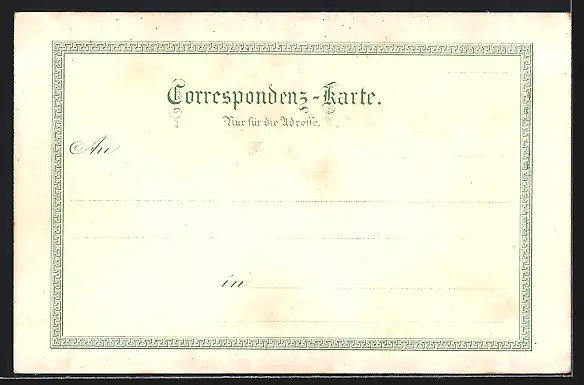 Correspondenz-Karte.
Nur für die Adresse.
An
in